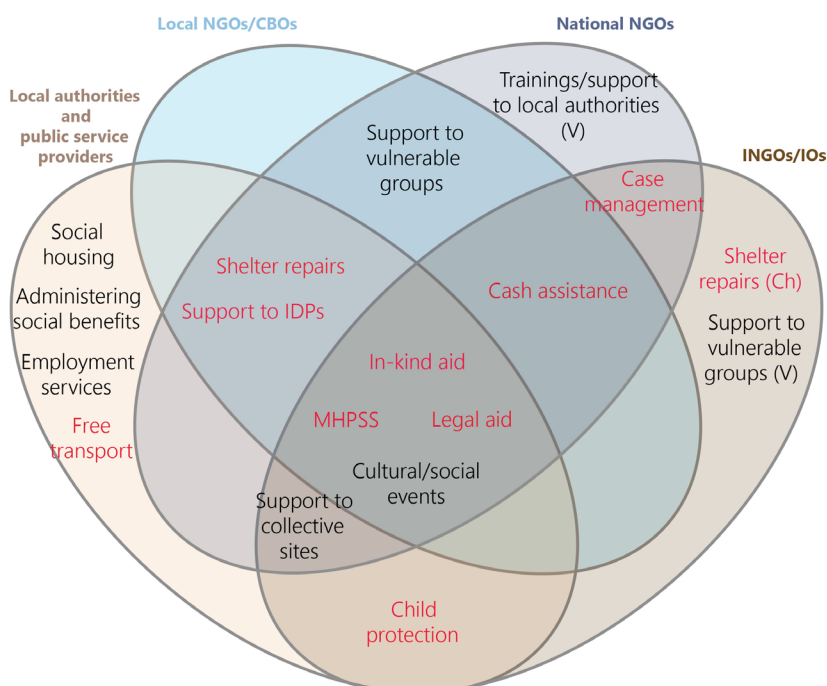 Local NGOs/CBOs
National NGOs
Local authorities
and
public service
providers
INGOs/IOs
Trainings/support
to local authorities
(V)
Support to
vulnerable
groups
Case
management
Social
housing
Administering
social benefits
Employment
services
Free
transport
Shelter repairs
Support to IDPs
Cash assistance
Shelter
repairs (Ch)
Support to
vulnerable
groups (V)
In-kind aid
MHPSS
Legal aid
Cultural/social
events
Support to
collective
sites
Child
protection